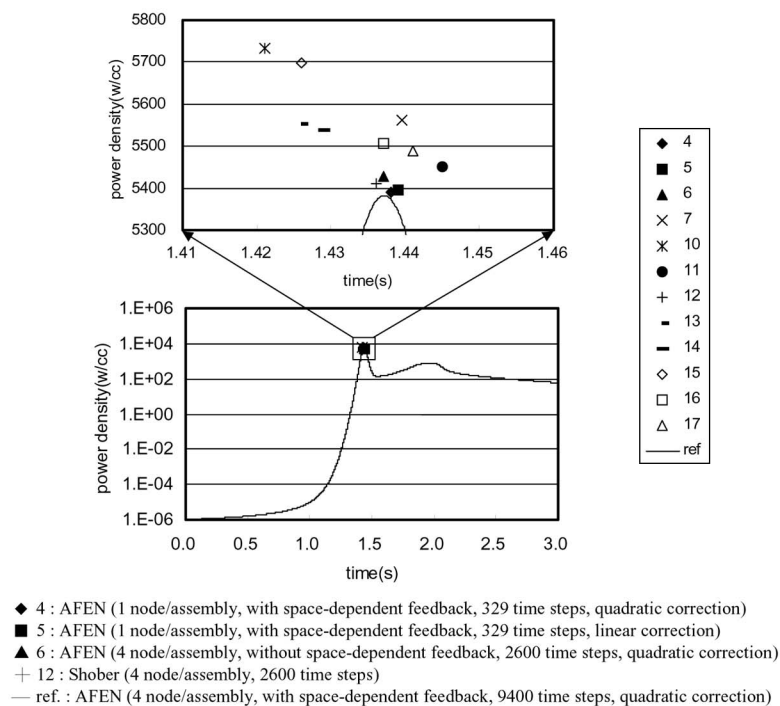 5800
5700
5600
5500
5400
5300
power density(w/cc)
1.41 1.42 1.43 1.44 1.45 1.46
time(s)
4
5
6
7
10
11
12
13
14
15
16
17
ref
1.E+06
1.E+04
1.E+02
1.E+00
1.E-02
1.E-04
1.E-06
power density(w/cc)
0.0 0.5 1.0 1.5 2.0 2.5 3.0
time(s)
4 : AFEN (1 node/assembly, with space-dependent feedback, 329 time steps, quadratic correction)
5 : AFEN (1 node/assembly, with space-dependent feedback, 329 time steps, linear correction)
6 : AFEN (4 node/assembly, without space-dependent feedback, 2600 time steps, quadratic correction)
12 : Shober (4 node/assembly, 2600 time steps)
ref. : AFEN (4 node/assembly, with space-dependent feedback, 9400 time steps, quadratic correction)